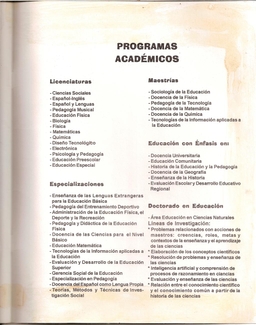 PROGRAMAS
ACADÉMICOS
Licenciaturas
- Ciencias Sociales
- Español-Inglés
- Español y Lenguas
- Pedagogía Musical
- Educación Física
- Biología
- Física
- Matemáticas
- Química
- Diseño Tecnológico
- Electrónica
- Psicología y Pedagogía
- Educación Preescolar
- Educación Especial
Especializaciones
- Enseñanza de las Lenguas Extranjeras
para la Educación Básica
- Pedagogía del Entrenamiento Deportivo
- Administración de la Educación Física, el
Deporte y la Recreación
- Pedagogía y Didáctica de la Educación
Física
- Docencia de las Ciencias para el Nivel
Básico
- Educación Matemática
- Tecnologías de la Información aplicadas a
la Educación
- Evaluación y Desarrollo de la Educación
Superior
- Gerencia Social de la Educación
- Especialización en Pedagogía
- Docencia del Español como Lengua Propia
- Teorías, Métodos y Técnicas de Inves-
tigación Social
Maestrías
- Sociología de la Educación
- Docencia de la Física
- Pedagogía de la Tecnología
- Docencia de la Matemática
- Docencia de la Química
- Tecnologías de la Información aplicadas a
la Educación
Educación con Énfasis en:
- Docencia Universitaria
- Educación Comunitaria
- Historia de la Educación y la Pedagogía
- Docencia de la Geografía
- Enseñanza de la Historia
- Evaluación Escolar y Desarrollo Educativo
Regional
Doctorado en Educación
Área Educación en Ciencias Naturales
Líneas de Investigación:
* Problemas relacionados con acciones de
maestros: creencias, roles, metas y
contextos de la enseñanza y el aprendizaje
de las ciencias
* Elaboración de los conceptos científicos
* Resolución de problemas y enseñanza de
las ciencias
* Inteligencia artificial y comprensión de
procesos de razonamiento en ciencias
* Evaluación y enseñanza de las ciencias
* Relación entre el conocimiento científico
y el conocimiento común a partir de la
historia de las ciencias